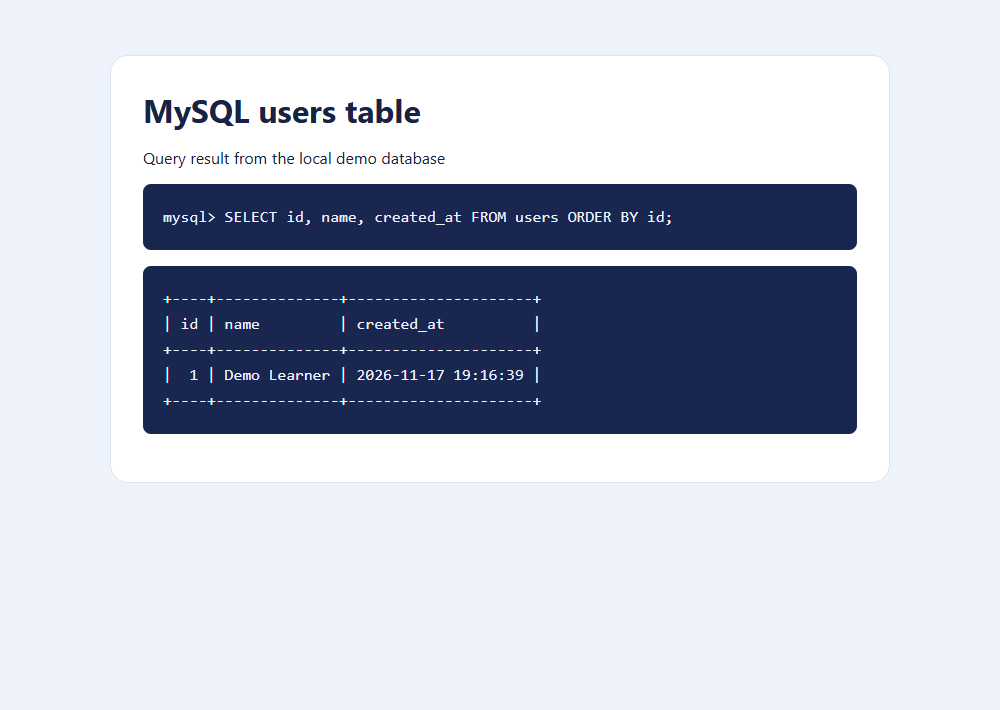 MySQL users table
Query result from the local demo database
mysql> SELECT id, name, created_at FROM users ORDER BY id;
+----+--------------+---------------------+
| id | name         | created_at          |
+----+--------------+---------------------+
|  1 | Demo Learner | 2026-11-17 19:16:39 |
+----+--------------+---------------------+